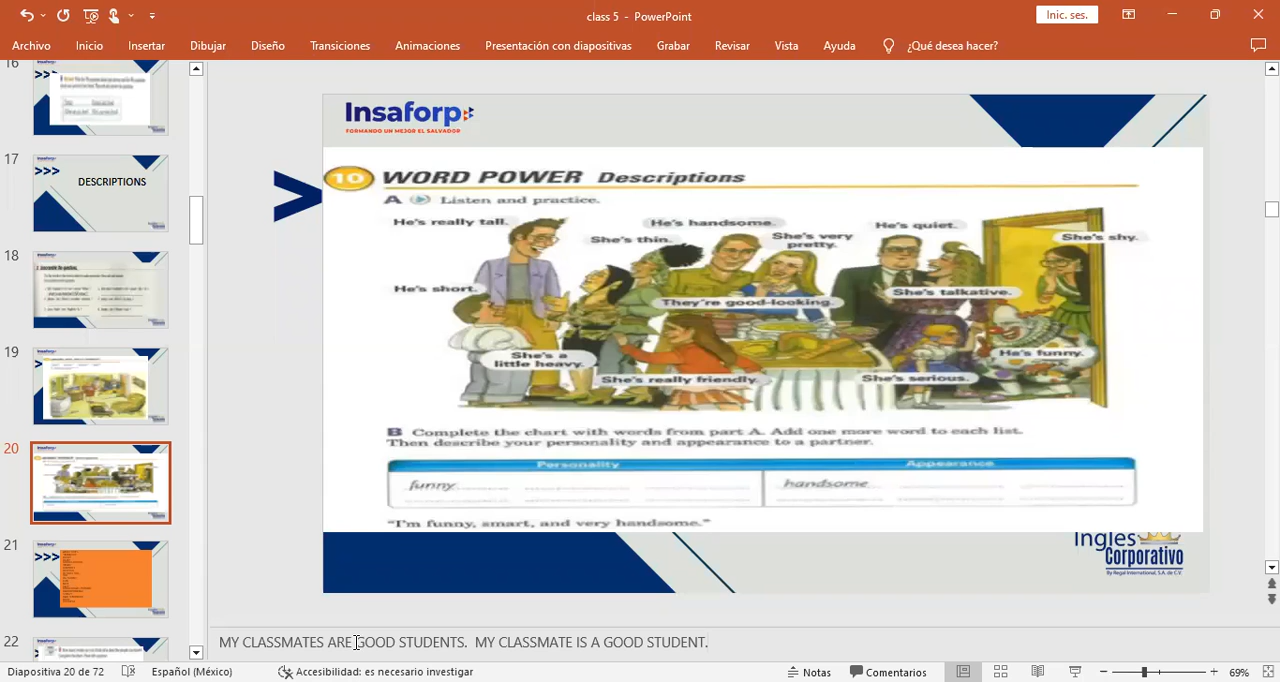 class 5 - PowerPoint
Inic. ses.
Archivo Inicio Insertar Dibujar Diseño Transiciones Animaciones Presentación con diapositivas Grabar Revisar Vista Ayuda ¿Qué desea hacer?
16
17
DESCRIPTIONS
18
19
20
21
22
Insaforp
FORMANDO UN MEJOR EL SALVADOR
10 WORD POWER Descriptions
A Listen and practice.
He's really tall.
He's handsome.
He's quiet.
She's thin.
She's very
pretty.
She's shy.
He's short.
They're good-looking.
She's talkative.
She's a
little heavy.
He's funny.
She's really friendly.
She's serious.
B Complete the chart with words from part A. Add one more word to each list.
Then describe your personality and appearance to a partner.
Personality Appearance
funny handsome
"I'm funny, smart, and very handsome."
Ingles
Corporativo
By Regal International, S.A. de C.V.
MY CLASSMATES ARE GOOD STUDENTS.  MY CLASSMATE IS A GOOD STUDENT.
Diapositiva 20 de 72 Español (México) Accesibilidad: es necesario investigar Notas Comentarios 69%